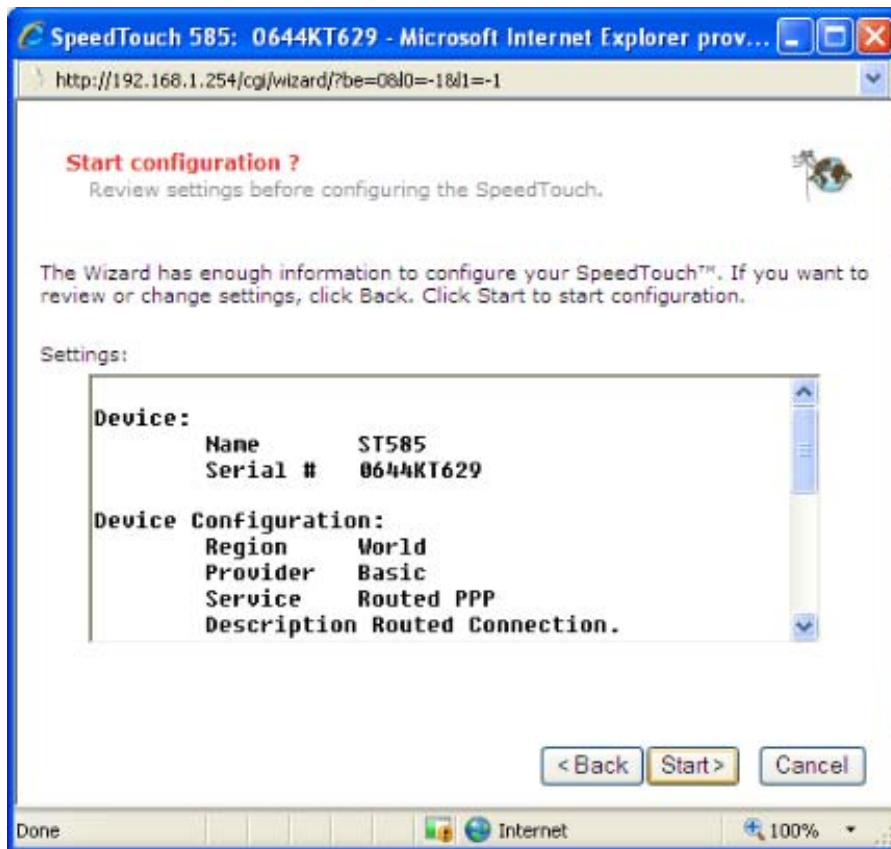 SpeedTouch 585: 0644KT629 - Microsoft Internet Explorer prov...
http://192.168.1.254/cgi/wizard/?be=0&l0=-1&l1=-1
Start configuration ?
Review settings before configuring the SpeedTouch.
The Wizard has enough information to configure your SpeedTouch™. If you want to
review or change settings, click Back. Click Start to start configuration.
Settings:
Device:
Name ST585
Serial # 0644KT629
Device Configuration:
Region World
Provider Basic
Service Routed PPP
Description Routed Connection.
< Back
Start >
Cancel
Done
Internet
100%